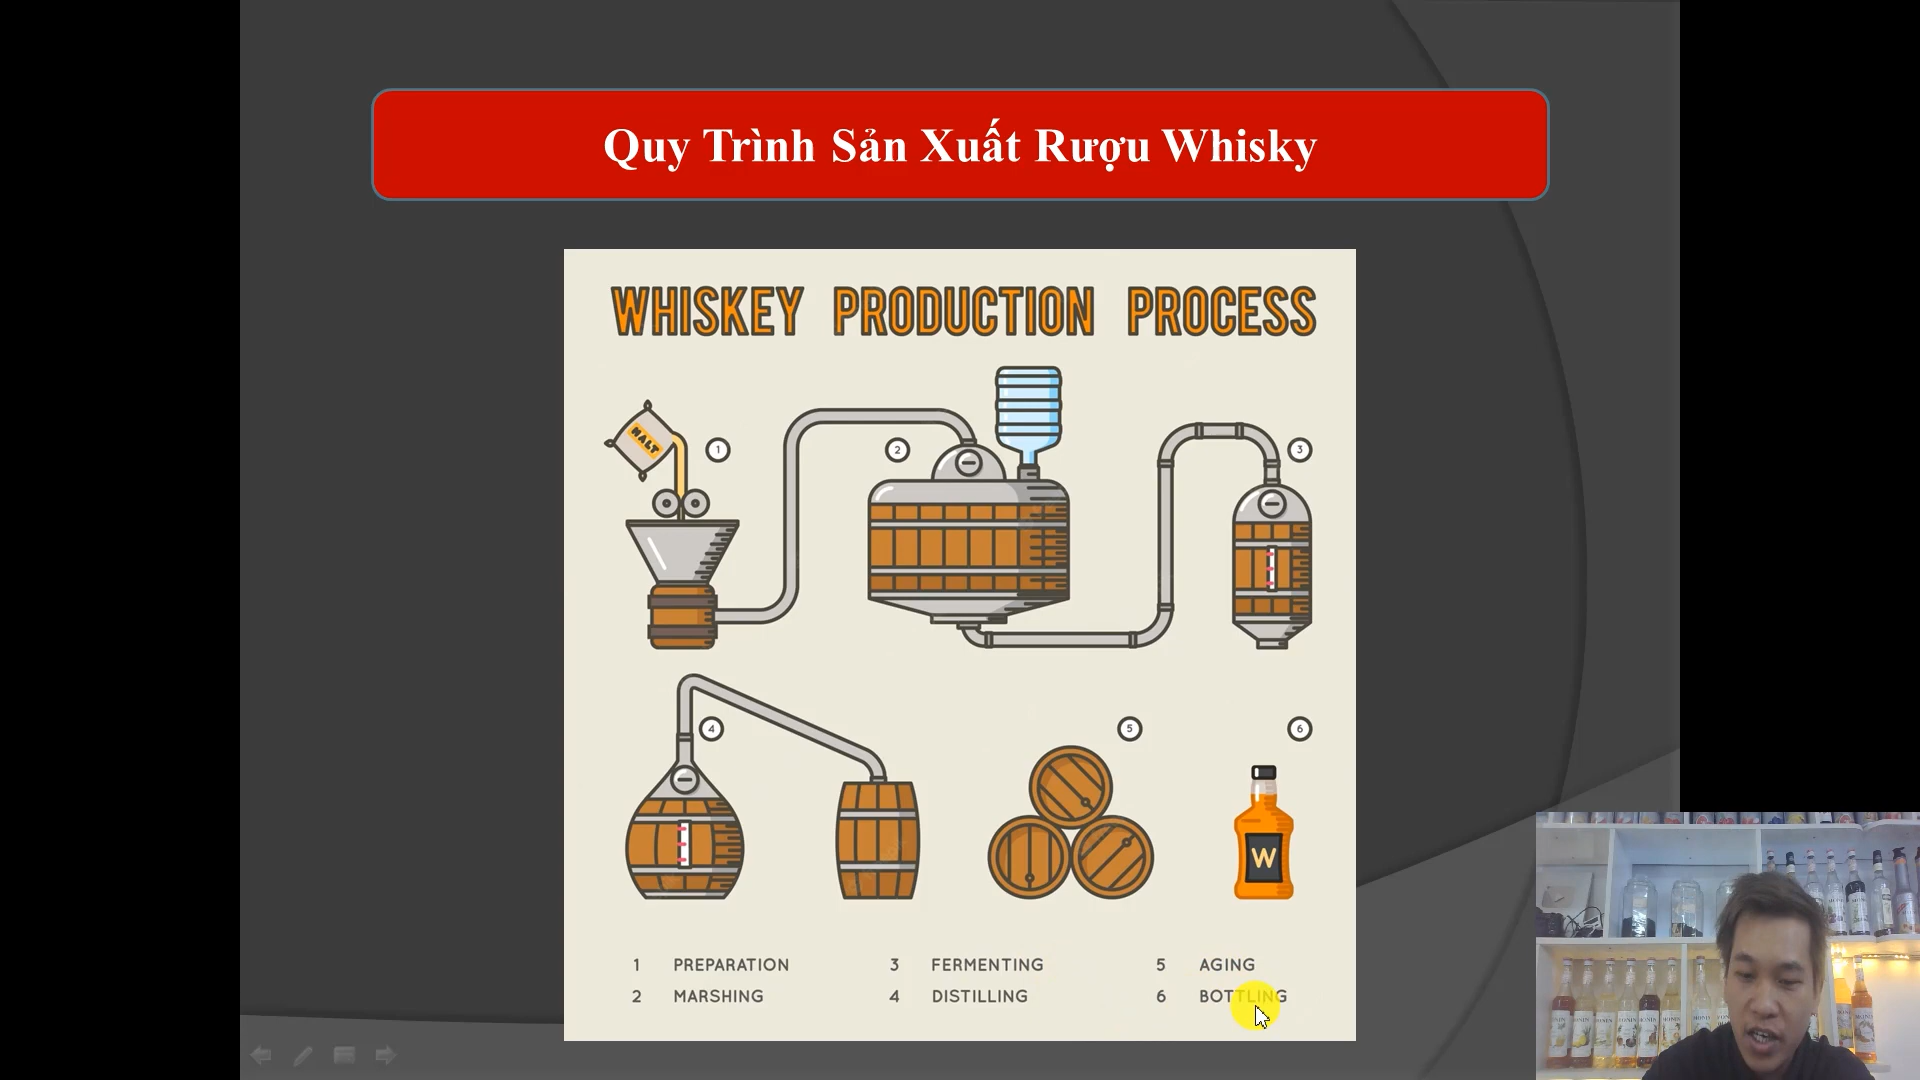 Quy Trình Sản Xuất Rượu Whisky
WHISKEY PRODUCTION PROCESS
MALT
1
2
3
4
5
6
W
1 PREPARATION
2 MARSHING
3 FERMENTING
4 DISTILLING
5 AGING
6 BOTTLING